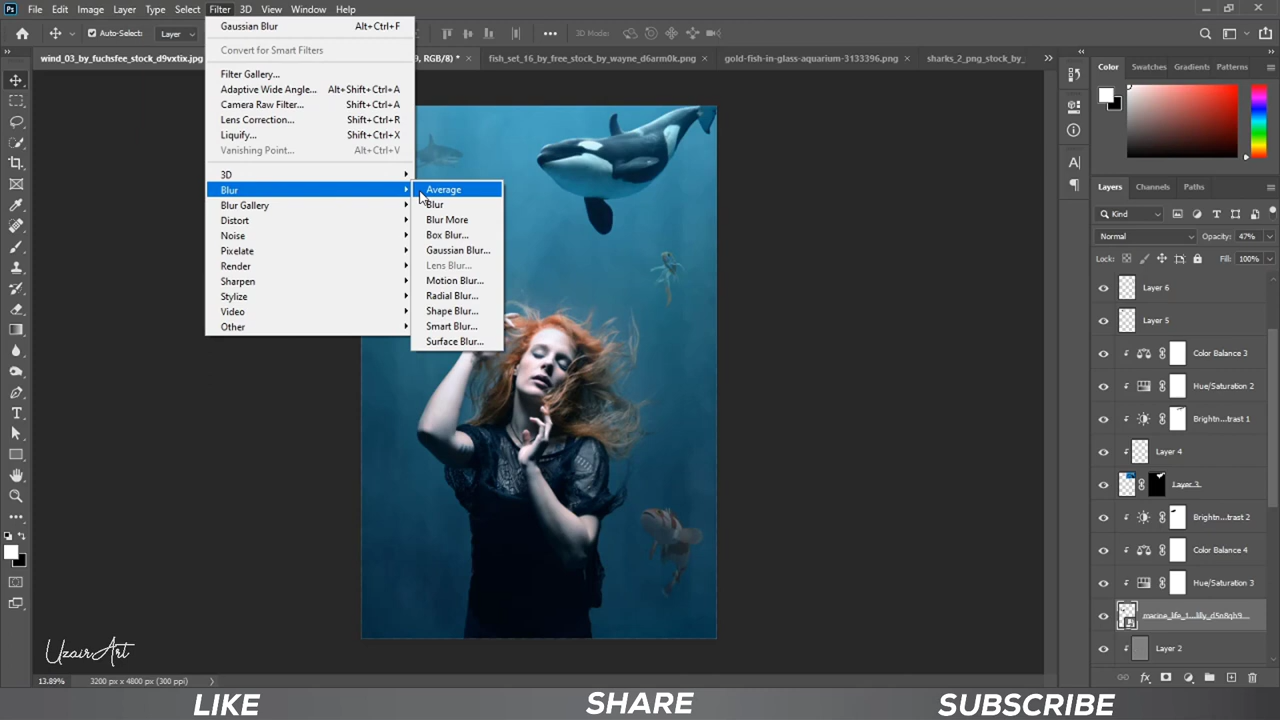 Ps File Edit Image Layer Type Select Filter 3D View Window Help
Auto-Select: Layer 3D Mode:
wind_03_by_fuchsfee_stock_d9vxtix.jpg 9, RGB/8) * × fish_set_16_by_free_stock_by_wayne_d6arm0k.png × gold-fish-in-glass-aquarium-3133996.png × sharks_2_png_stock_by_ »
Gaussian Blur Alt+Ctrl+F
Convert for Smart Filters
Filter Gallery...
Adaptive Wide Angle... Alt+Shift+Ctrl+A
Camera Raw Filter... Shift+Ctrl+A
Lens Correction... Shift+Ctrl+R
Liquify... Shift+Ctrl+X
Vanishing Point... Alt+Ctrl+V
3D
Blur
Blur Gallery
Distort
Noise
Pixelate
Render
Sharpen
Stylize
Video
Other
Average
Blur
Blur More
Box Blur...
Gaussian Blur...
Lens Blur...
Motion Blur...
Radial Blur...
Shape Blur...
Smart Blur...
Surface Blur...
Color Swatches Gradients Patterns
Layers Channels Paths
Kind
Normal Opacity: 47%
Lock: Fill: 100%
Layer 6
Layer 5
Color Balance 3
Hue/Saturation 2
Brightn...trast 1
Layer 4
Layer 3
Brightn...trast 2
Color Balance 4
Hue/Saturation 3
Layer 2
UzairArt
13.89% 3200 px x 4800 px (300 ppi)
LIKE SHARE SUBSCRIBE